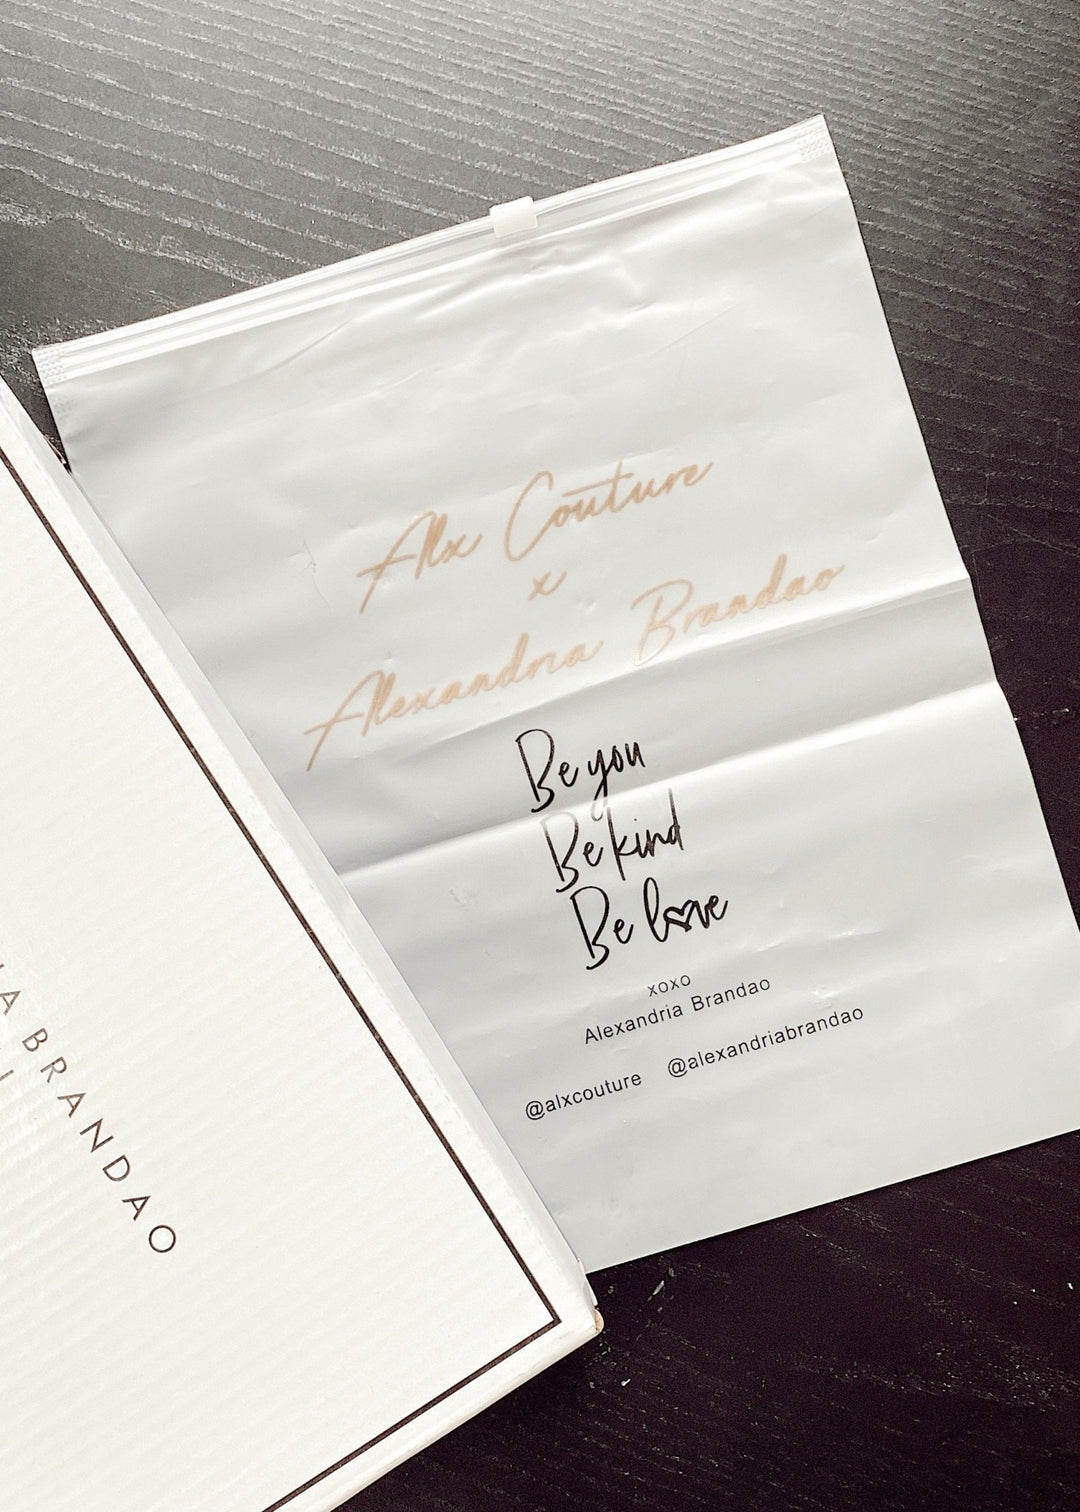 Alx Couture
x
Alexandria Brandao
Be you
Be kind
Be love
xoxo
Alexandria Brandao
@alxcouture @alexandriabrandao
BRANDAO